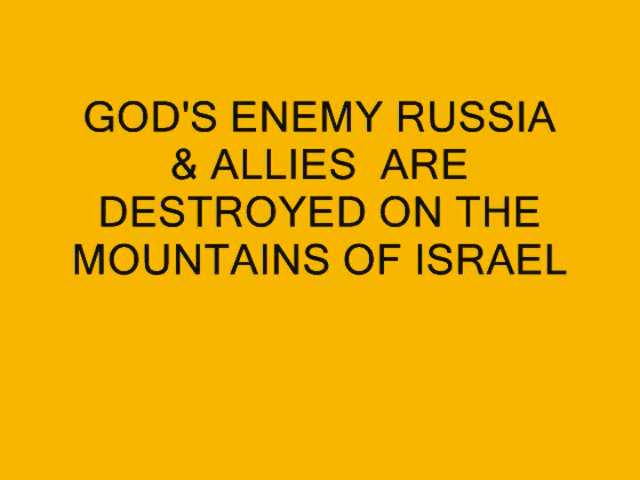 GOD'S ENEMY RUSSIA
& ALLIES  ARE
DESTROYED ON THE
MOUNTAINS OF ISRAEL